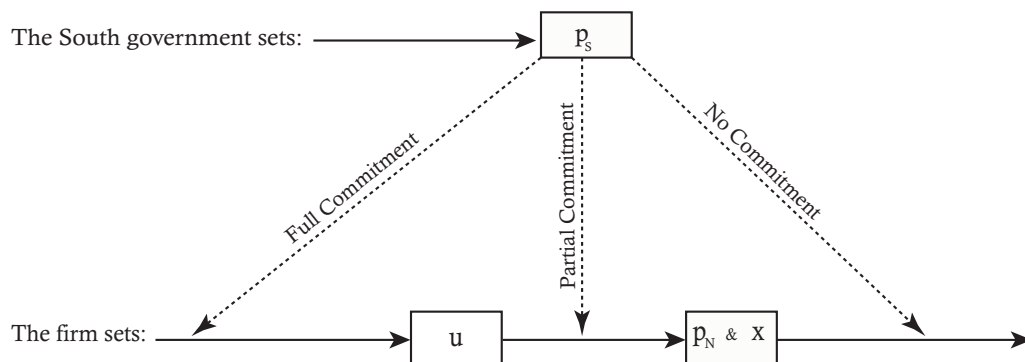 The South government sets:
p_S
Full Commitment
Partial Commitment
No Commitment
The firm sets:
u
p_N & x